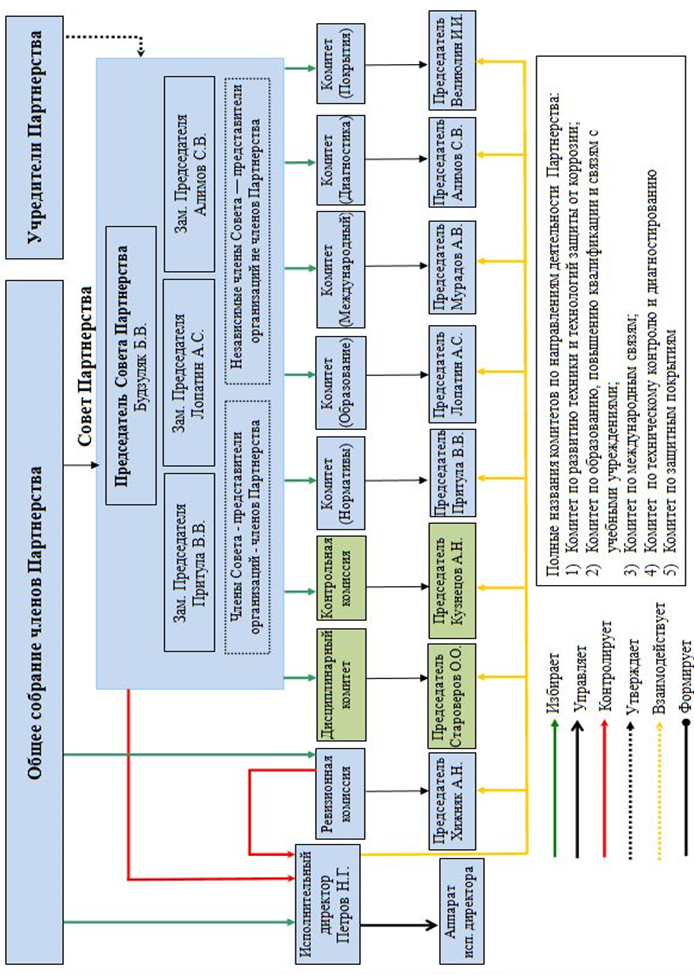 Общее собрание членов Партнерства
Учредители Партнерства
Совет Партнерства
Председатель Совета Партнерства
Будзуляк Б.В.
Зам. Председателя
Притула В.В.
Зам. Председателя
Лопатин А.С.
Зам. Председателя
Алимов С.В.
Члены Совета - представители
организаций - членов Партнерства
Независимые члены Совета — представители
организаций не членов Партнерства
Исполнительный
директор
Петров Н.Г.
Ревизионная
комиссия
Дисциплинарный
комитет
Контрольная
комиссия
Комитет
(Нормативы)
Комитет
(Образование)
Комитет
(Международный)
Комитет
(Диагностика)
Комитет
(Покрытия)
Аппарат
исп. директора
Председатель
Хижняк А.Н.
Председатель
Староверов О.О.
Председатель
Кузнецов А.Н.
Председатель
Притула В.В.
Председатель
Лопатин А.С.
Председатель
Мурадов А.В.
Председатель
Алимов С.В.
Председатель
Велиюлин И.И.
Избирает
Управляет
Контролирует
Утверждает
Взаимодействует
Формирует
Полные названия комитетов по направлениям деятельности Партнерства:
1) Комитет по развитию техники и технологий защиты от коррозии;
2) Комитет по образованию, повышению квалификации и связям с
учебными учреждениями;
3) Комитет по международным связям;
4) Комитет по техническому контролю и диагностированию
5) Комитет по защитным покрытиям